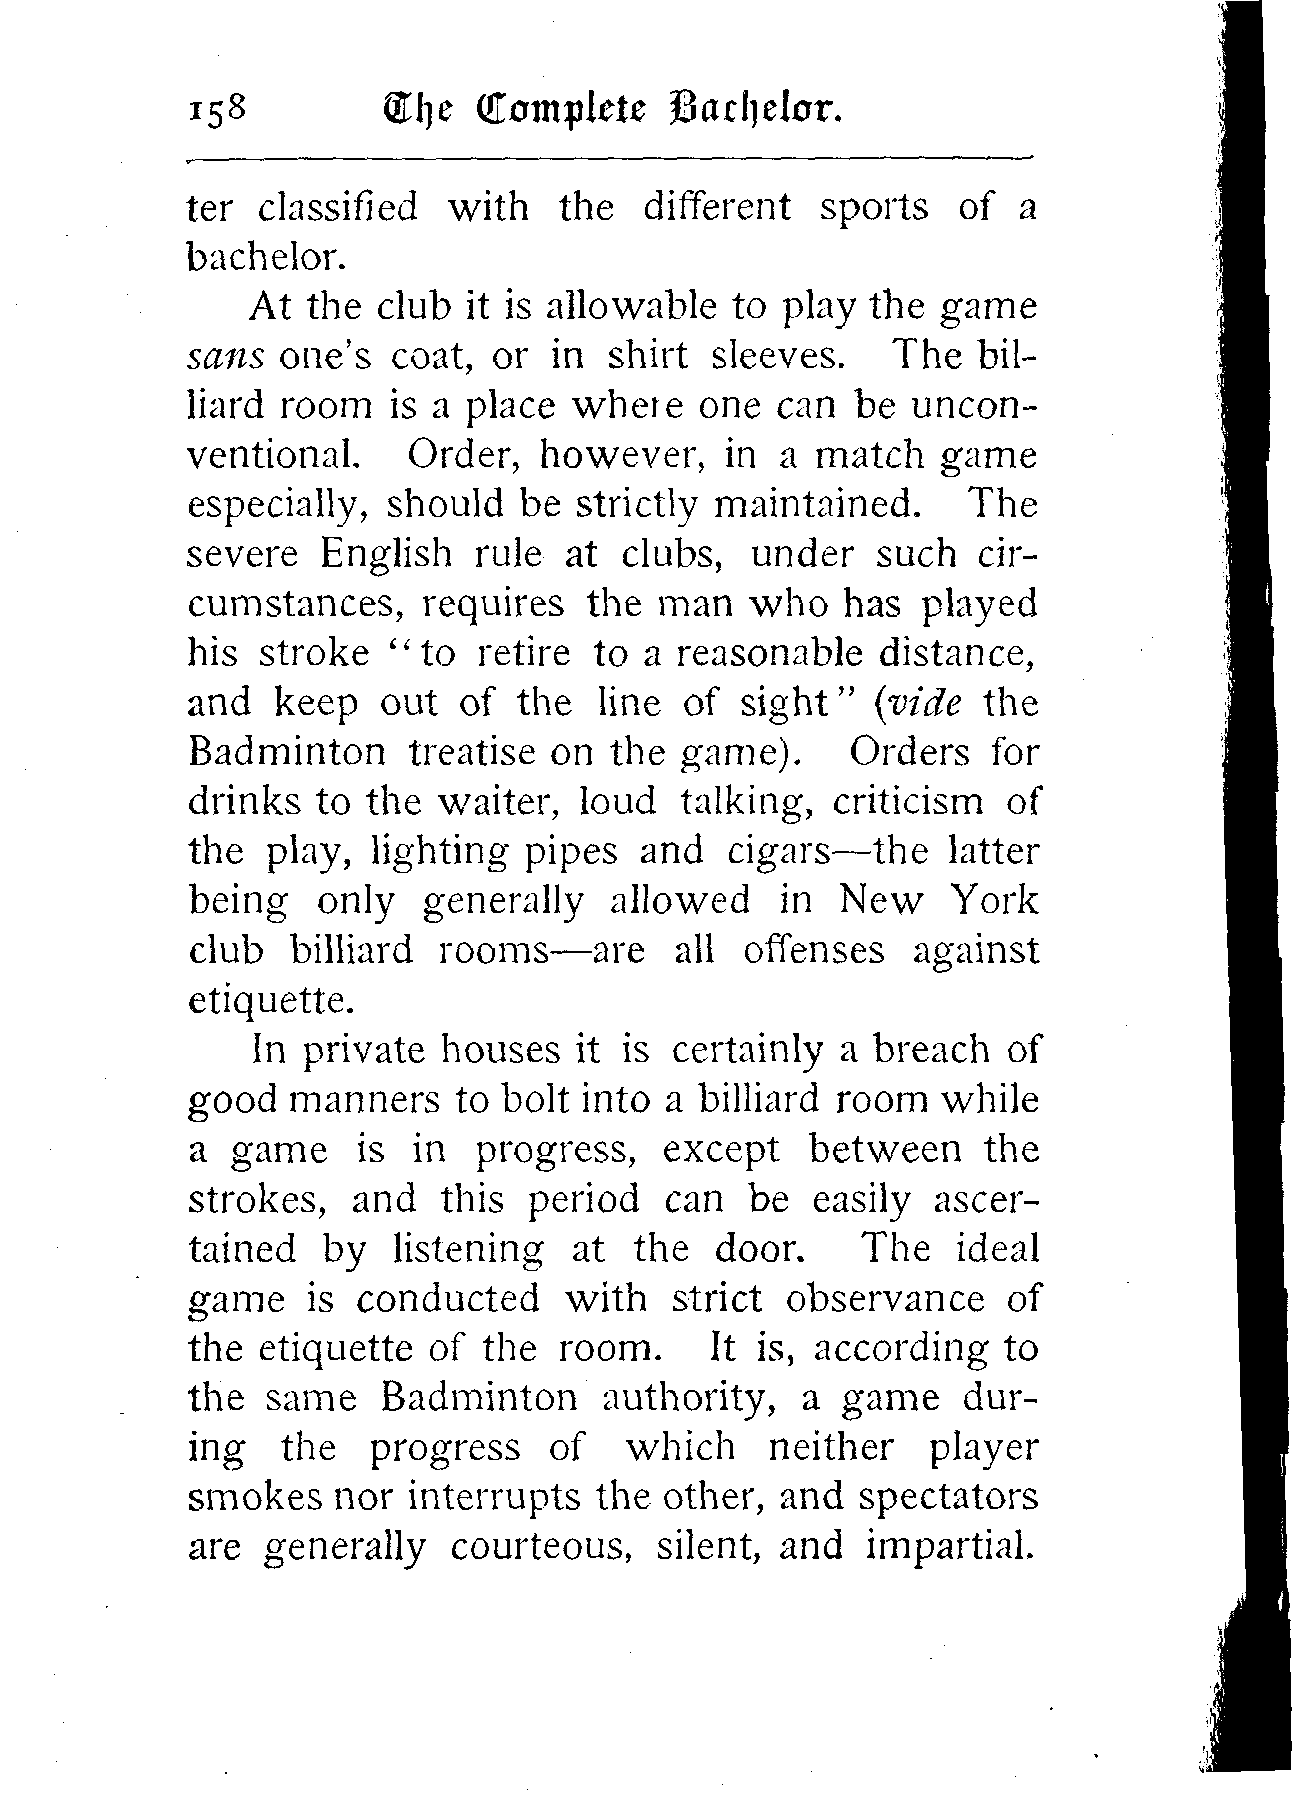 158 The Complete Bachelor.
ter classified with the different sports of a
bachelor.
At the club it is allowable to play the game
sans one's coat, or in shirt sleeves. The bil-
liard room is a place where one can be uncon-
ventional. Order, however, in a match game
especially, should be strictly maintained. The
severe English rule at clubs, under such cir-
cumstances, requires the man who has played
his stroke “to retire to a reasonable distance,
and keep out of the line of sight” (vide the
Badminton treatise on the game). Orders for
drinks to the waiter, loud talking, criticism of
the play, lighting pipes and cigars—the latter
being only generally allowed in New York
club billiard rooms—are all offenses against
etiquette.
In private houses it is certainly a breach of
good manners to bolt into a billiard room while
a game is in progress, except between the
strokes, and this period can be easily ascer-
tained by listening at the door. The ideal
game is conducted with strict observance of
the etiquette of the room. It is, according to
the same Badminton authority, a game dur-
ing the progress of which neither player
smokes nor interrupts the other, and spectators
are generally courteous, silent, and impartial.